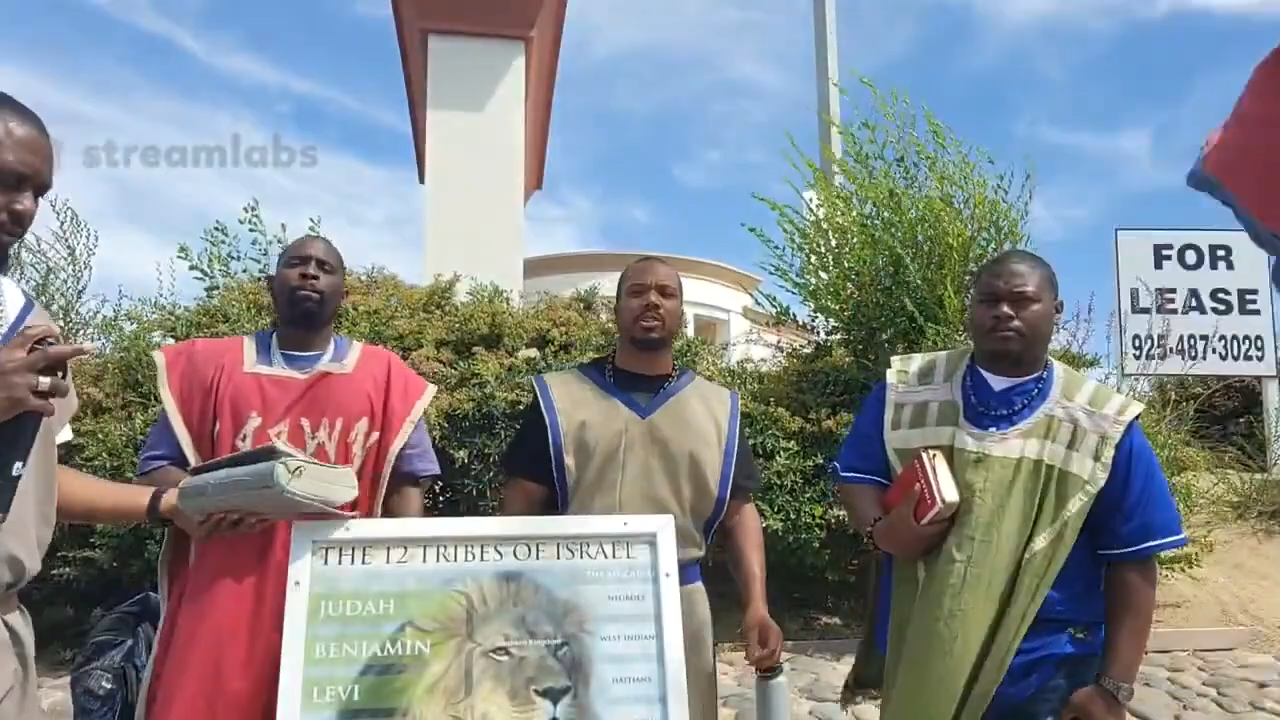 streamlabs
FOR
LEASE
925-487-3029
THE 12 TRIBES OF ISRAEL
JUDAH
NEGROES
BENJAMIN
WEST INDIANS
LEVI
HAITIANS